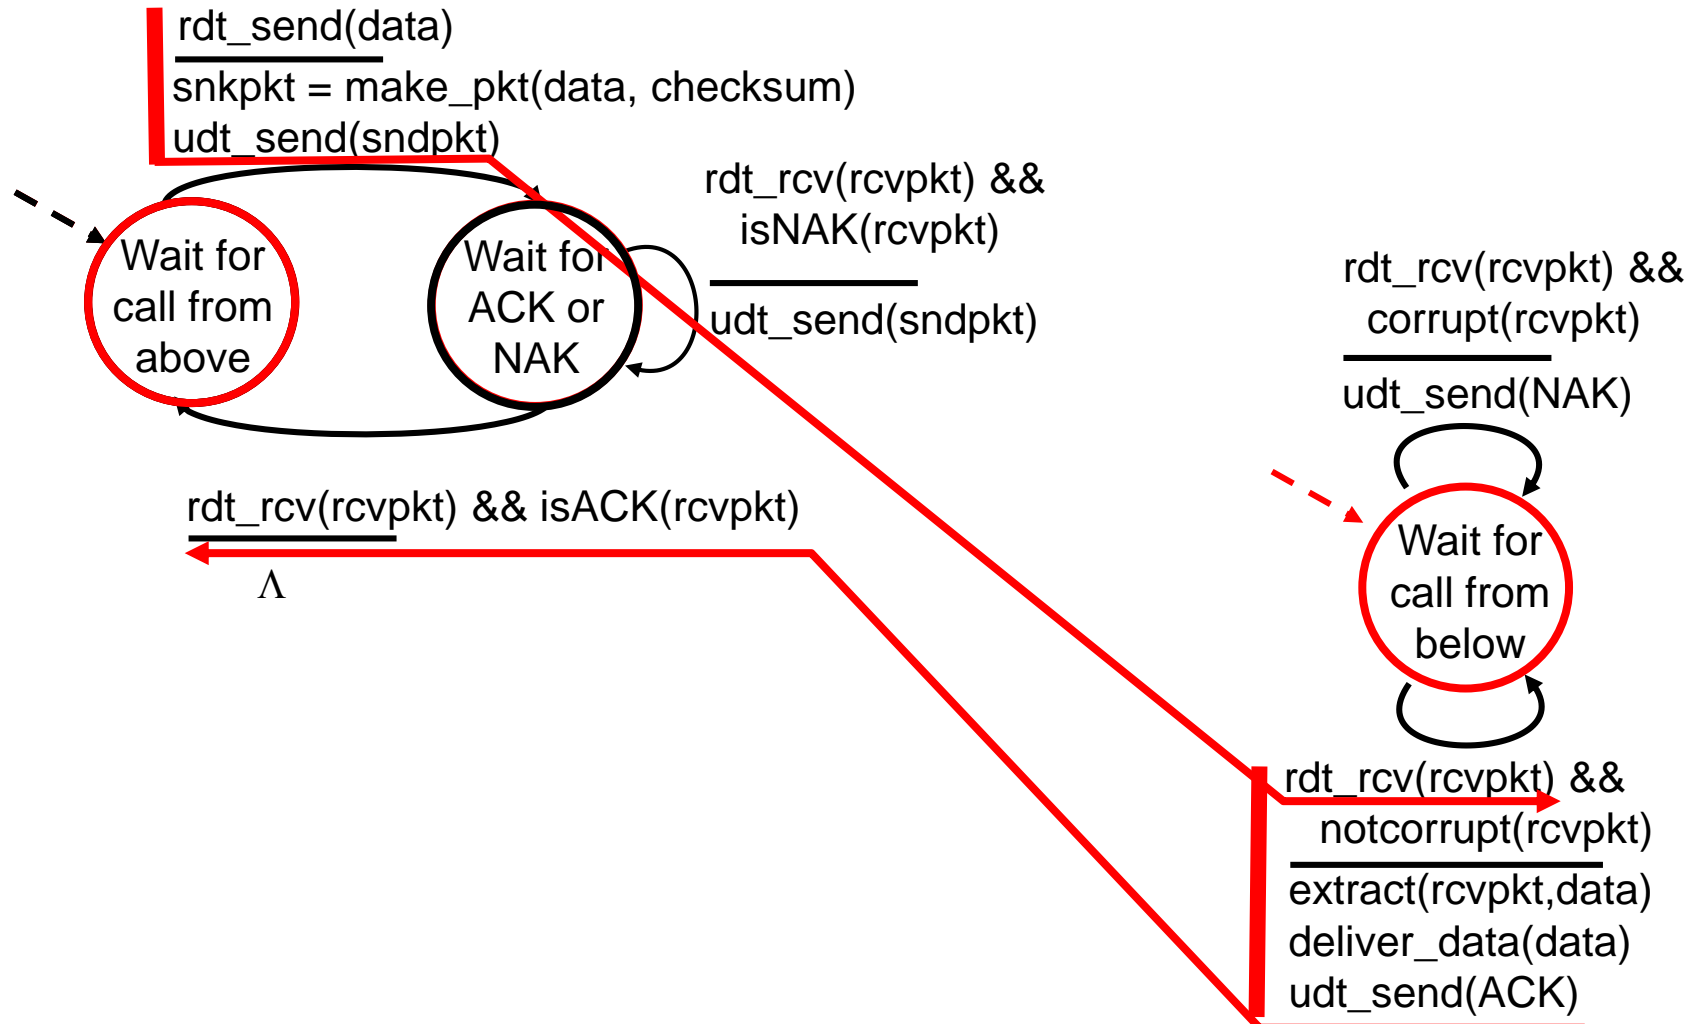 rdt_send(data)
snkpkt = make_pkt(data, checksum)
udt_send(sndpkt)
rdt_rcv(rcvpkt) &&
isNAK(rcvpkt)
udt_send(sndpkt)
Wait for
call from
above
Wait for
ACK or
NAK
rdt_rcv(rcvpkt) &&
corrupt(rcvpkt)
udt_send(NAK)
rdt_rcv(rcvpkt) && isACK(rcvpkt)
Λ
Wait for
call from
below
rdt_rcv(rcvpkt) &&
notcorrupt(rcvpkt)
extract(rcvpkt,data)
deliver_data(data)
udt_send(ACK)